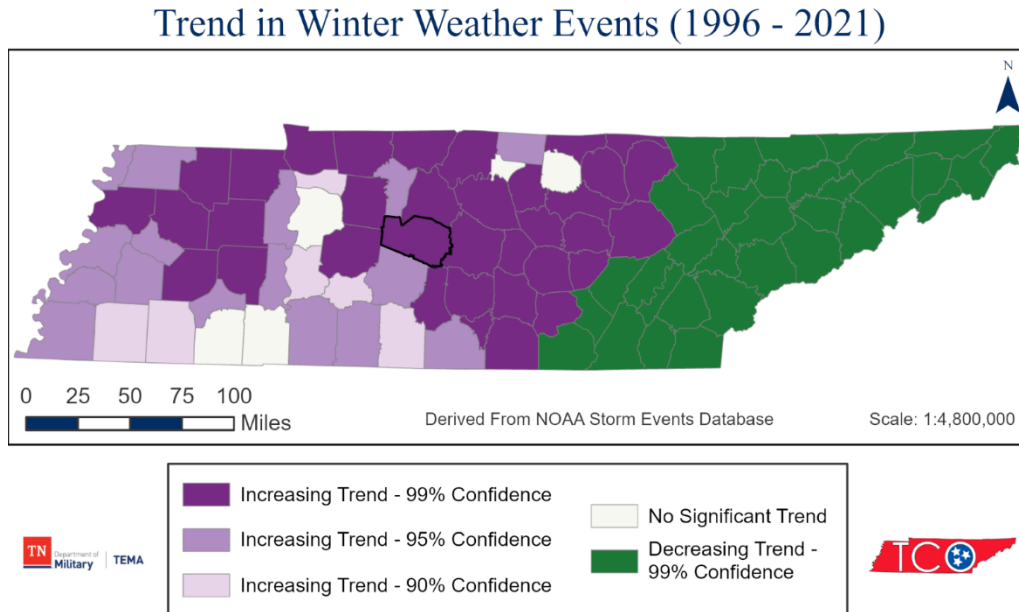 Trend in Winter Weather Events (1996 - 2021)
N
0 25 50 75 100
Miles
Derived From NOAA Storm Events Database
Scale: 1:4,800,000
Increasing Trend - 99% Confidence
Increasing Trend - 95% Confidence
Increasing Trend - 90% Confidence
No Significant Trend
Decreasing Trend -
99% Confidence
TN
Department of
Military
TEMA
TCO